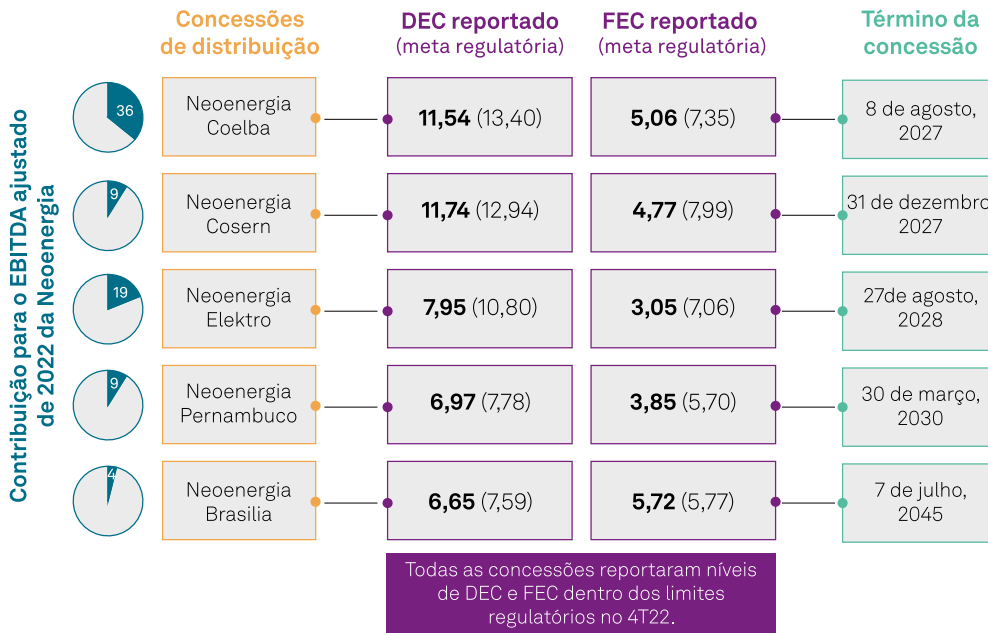 Concessões
de distribuição
DEC reportado
(meta regulatória)
FEC reportado
(meta regulatória)
Término da
concessão
Contribuição para o EBITDA ajustado
de 2022 da Neoenergia
36
Neoenergia
Coelba
11,54 (13,40)
5,06 (7,35)
8 de agosto,
2027
9
Neoenergia
Cosern
11,74 (12,94)
4,77 (7,99)
31 de dezembro
2027
19
Neoenergia
Elektro
7,95 (10,80)
3,05 (7,06)
27de agosto,
2028
9
Neoenergia
Pernambuco
6,97 (7,78)
3,85 (5,70)
30 de março,
2030
4
Neoenergia
Brasilia
6,65 (7,59)
5,72 (5,77)
7 de julho,
2045
Todas as concessões reportaram níveis
de DEC e FEC dentro dos limites
regulatórios no 4T22.